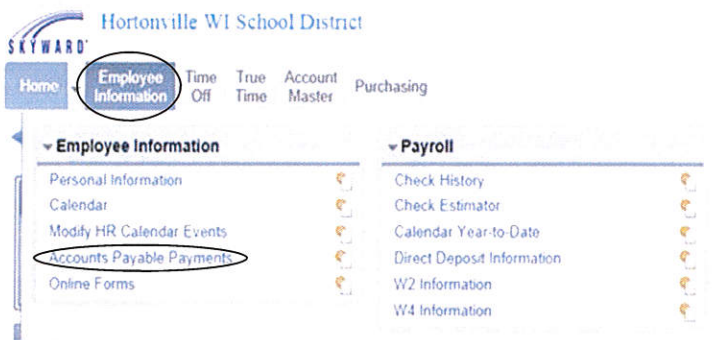 Hortonville WI School District
SKYWARD
Home
Employee Information
Time Off
True Time
Account Master
Purchasing
Employee Information
Payroll
Personal Information
Check History
Calendar
Check Estimator
Modify HR Calendar Events
Calendar Year-to-Date
Accounts Payable Payments
Direct Deposit Information
Online Forms
W2 Information
W4 Information